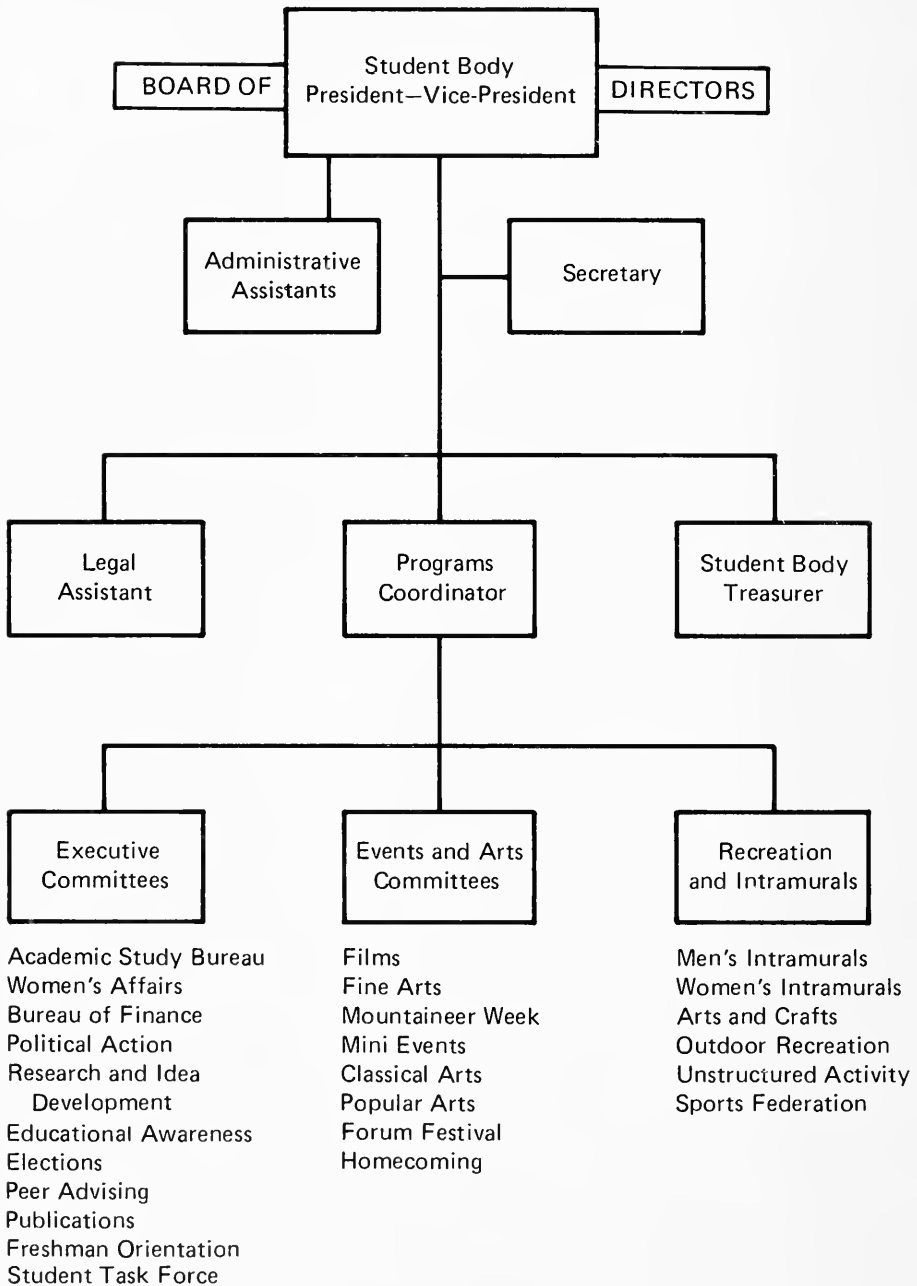 Student Body
BOARD OF President—Vice-President DIRECTORS
Administrative
Assistants
Secretary
Legal
Assistant
Programs
Coordinator
Student Body
Treasurer
Executive
Committees
Events and Arts
Committees
Recreation
and Intramurals
Academic Study Bureau
Women's Affairs
Bureau of Finance
Political Action
Research and Idea
Development
Educational Awareness
Elections
Peer Advising
Publications
Freshman Orientation
Student Task Force
Films
Fine Arts
Mountaineer Week
Mini Events
Classical Arts
Popular Arts
Forum Festival
Homecoming
Men's Intramurals
Women's Intramurals
Arts and Crafts
Outdoor Recreation
Unstructured Activity
Sports Federation